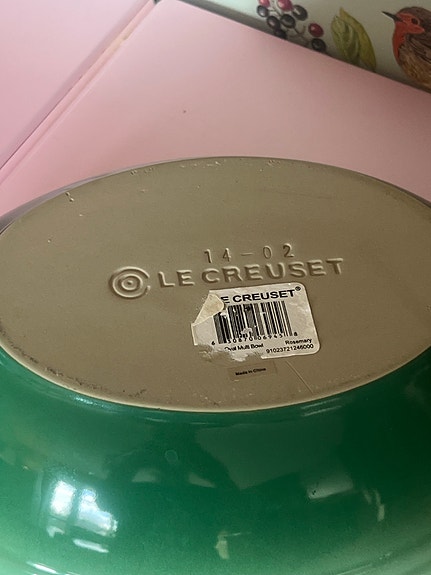 14-02
LE CREUSET
E CREUSET®
Oval Multi Bowl Rosemary
91023721246000
Made in China